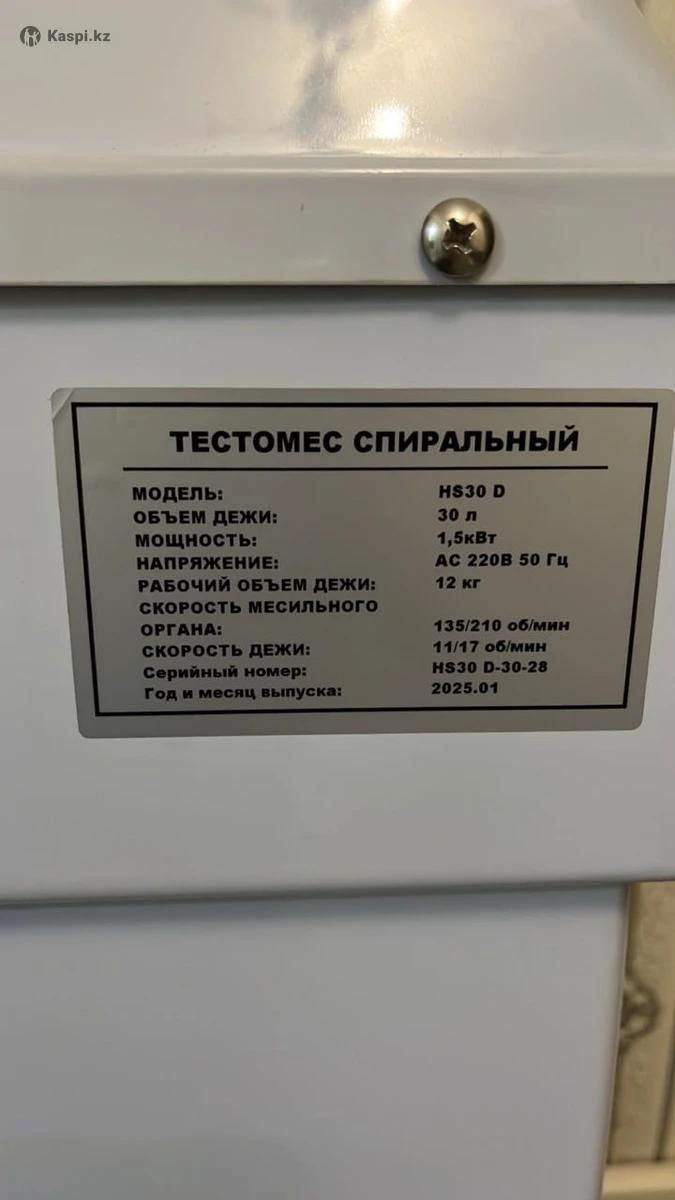 Kaspi.kz
ТЕСТОМЕС СПИРАЛЬНЫЙ
МОДЕЛЬ: HS30 D
ОБЪЕМ ДЕЖИ: 30 л
МОЩНОСТЬ: 1,5кВт
НАПРЯЖЕНИЕ: АС 220В 50 Гц
РАБОЧИЙ ОБЪЕМ ДЕЖИ: 12 кг
СКОРОСТЬ МЕСИЛЬНОГО
ОРГАНА: 135/210 об/мин
СКОРОСТЬ ДЕЖИ: 11/17 об/мин
Серийный номер: HS30 D-30-28
Год и месяц выпуска: 2025.01